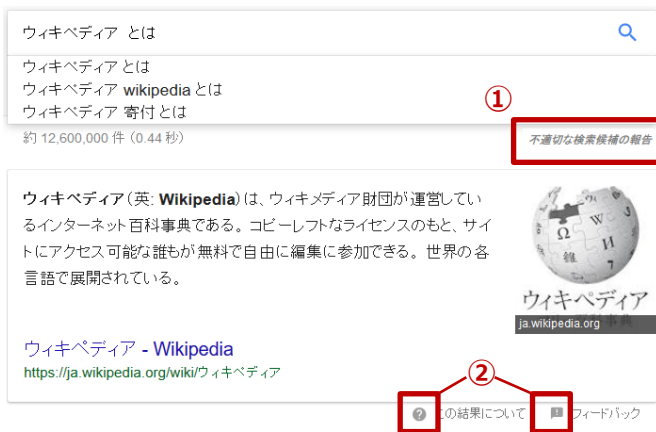 ウィキペディア とは
ウィキペディア とは
ウィキペディア wikipedia とは
ウィキペディア 寄付 とは
①
約 12,600,000 件 (0.44 秒)
不適切な検索候補の報告
ウィキペディア(英: Wikipedia)は、ウィキメディア財団が運営してい
るインターネット百科事典である。コピーレフトなライセンスのもと、サイ
トにアクセス可能な誰もが無料で自由に編集に参加できる。世界の各
言語で展開されている。
Ω W И 維
ウィキペディア
ja.wikipedia.org
ウィキペディア - Wikipedia
https://ja.wikipedia.org/wiki/ウィキペディア
②
この結果について
フィードバック